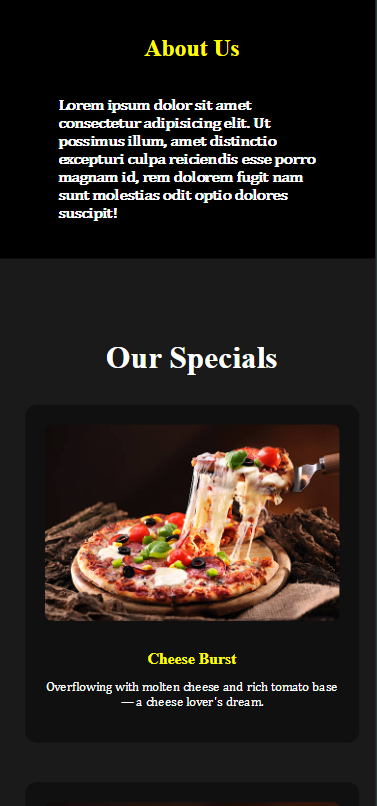 About Us
Lorem ipsum dolor sit amet
consectetur adipisicing elit. Ut
possimus illum, amet distinctio
excepturi culpa reiciendis esse porro
magnam id, rem dolorem fugit nam
sunt molestias odit optio dolores
suscipit!
Our Specials
Cheese Burst
Overflowing with molten cheese and rich tomato base
— a cheese lover's dream.